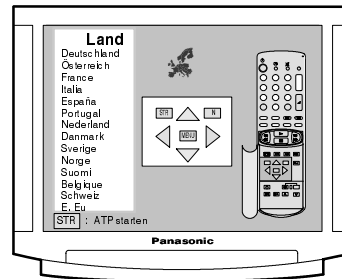 Land
Deutschland
Österreich
France
Italia
España
Portugal
Nederland
Danmark
Sverige
Norge
Suomi
Belgique
Schweiz
E. Eu
STR : ATP starten
STR
N
MENU
Panasonic